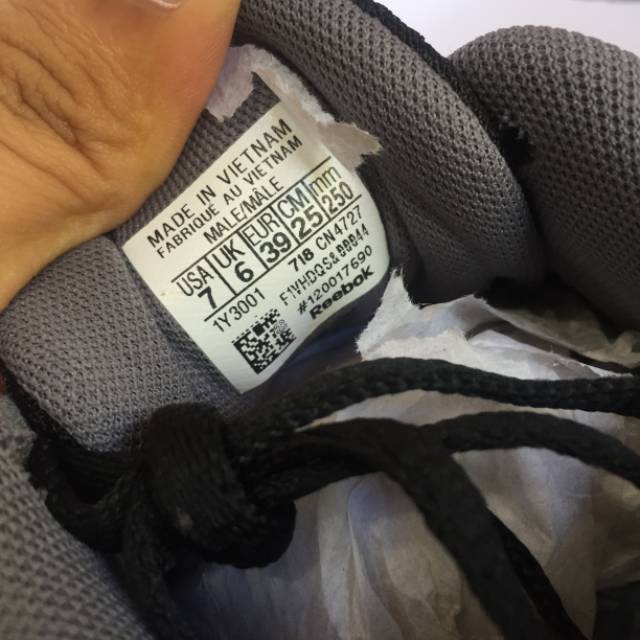 MADE IN VIETNAM
FABRIQUE AU VIETNAM
MALE/MÂLE
USA UK EUR CM mm
7 6 39 25 250
1Y3001 718 CN4727
#120017690
Reebok